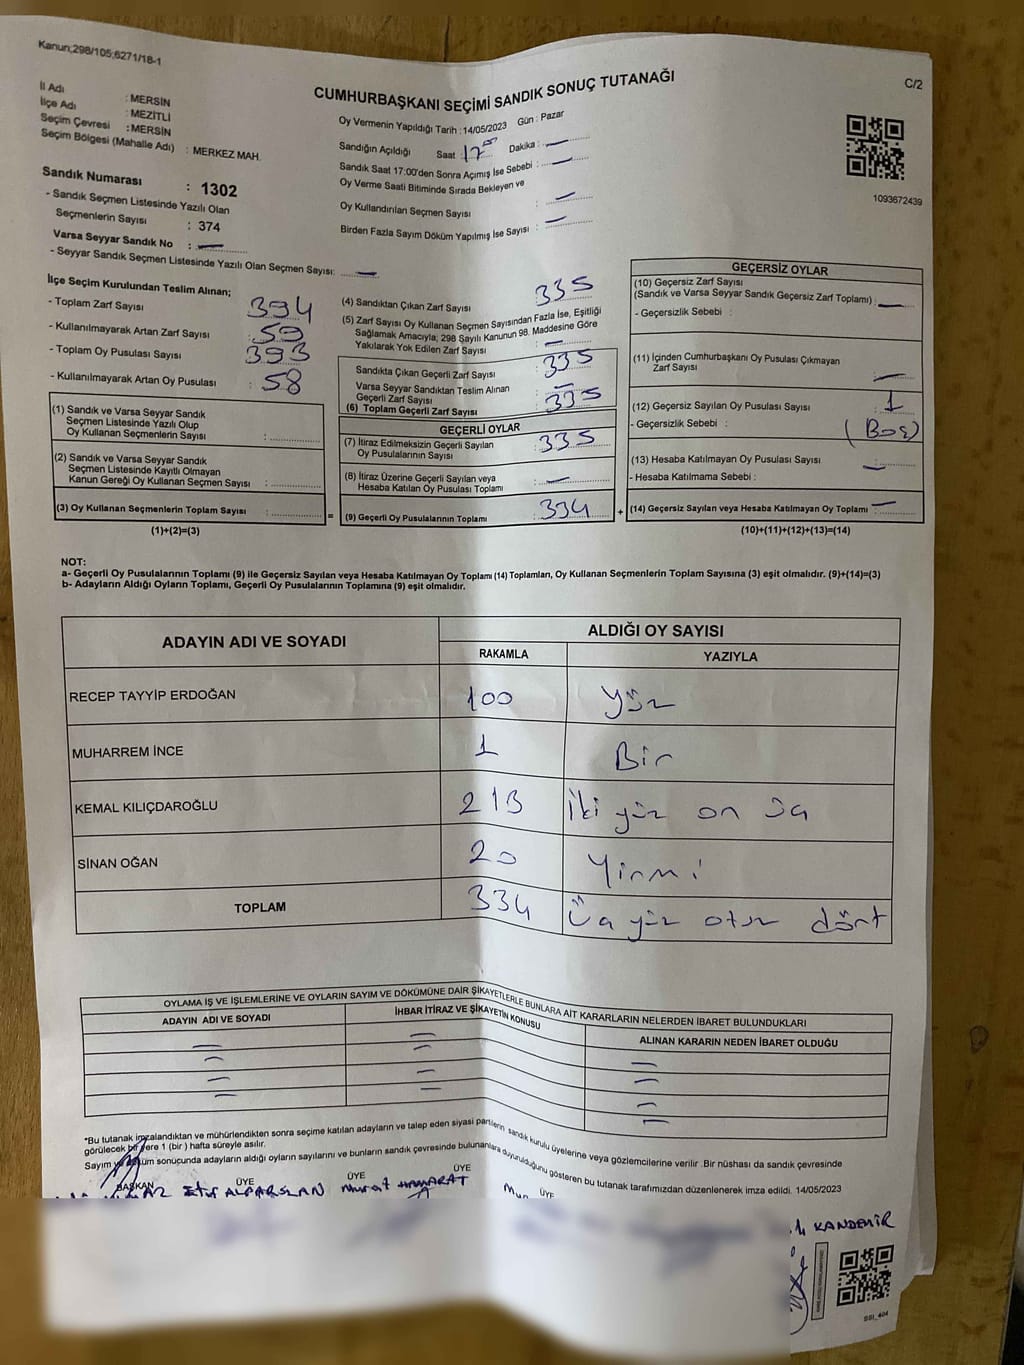 Kanun;298/105;6271/18-1
C/2
CUMHURBAŞKANI SEÇİMİ SANDIK SONUÇ TUTANAĞI
İl Adı : MERSİN
İlçe Adı : MEZİTLİ
Seçim Çevresi : MERSİN
Seçim Bölgesi (Mahalle Adı) : MERKEZ MAH.
Sandık Numarası : 1302
- Sandık Seçmen Listesinde Yazılı Olan
Seçmenlerin Sayısı : 374
Varsa Seyyar Sandık No : —
- Seyyar Sandık Seçmen Listesinde Yazılı Olan Seçmen Sayısı: —
Oy Vermenin Yapıldığı Tarih : 14/05/2023 Gün : Pazar
Sandığın Açıldığı Saat : 17:00 Dakika : —
Sandık Saat 17:00'den Sonra Açımış İse Sebebi : —
Oy Verme Saati Bitiminde Sırada Bekleyen ve
Oy Kullandırılan Seçmen Sayısı : —
Birden Fazla Sayım Döküm Yapılmış İse Sayısı : —
1093672439
İlçe Seçim Kurulundan Teslim Alınan;
- Toplam Zarf Sayısı : 394
- Kullanılmayarak Artan Zarf Sayısı : 59
- Toplam Oy Pusulası Sayısı : 393
- Kullanılmayarak Artan Oy Pusulası : 58
(1) Sandık ve Varsa Seyyar Sandık
Seçmen Listesinde Yazılı Olup
Oy Kullanan Seçmenlerin Sayısı :
(2) Sandık ve Varsa Seyyar Sandık
Seçmen Listesinde Kayıtlı Olmayan
Kanun Gereği Oy Kullanan Seçmen Sayısı :
(3) Oy Kullanan Seçmenlerin Toplam Sayısı :
(1)+(2)=(3)
=
(4) Sandıktan Çıkan Zarf Sayısı : 335
(5) Zarf Sayısı Oy Kullanan Seçmen Sayısından Fazla İse, Eşitliği
Sağlamak Amacıyla; 298 Sayılı Kanunun 98. Maddesine Göre
Yakılarak Yok Edilen Zarf Sayısı : —
Sandıkta Çıkan Geçerli Zarf Sayısı : 335
Varsa Seyyar Sandıktan Teslim Alınan
Geçerli Zarf Sayısı : —
(6) Toplam Geçerli Zarf Sayısı : 335
GEÇERLİ OYLAR
(7) İtiraz Edilmeksizin Geçerli Sayılan
Oy Pusulalarının Sayısı : 335
(8) İtiraz Üzerine Geçerli Sayılan veya
Hesaba Katılan Oy Pusulası Toplamı : —
(9) Geçerli Oy Pusulalarının Toplamı : 334
+
GEÇERSİZ OYLAR
(10) Geçersiz Zarf Sayısı
(Sandık ve Varsa Seyyar Sandık Geçersiz Zarf Toplamı) : —
- Geçersizlik Sebebi :
(11) İçinden Cumhurbaşkanı Oy Pusulası Çıkmayan
Zarf Sayısı : —
(12) Geçersiz Sayılan Oy Pusulası Sayısı : 1
- Geçersizlik Sebebi : (Boş)
(13) Hesaba Katılmayan Oy Pusulası Sayısı : —
- Hesaba Katılmama Sebebi :
(14) Geçersiz Sayılan veya Hesaba Katılmayan Oy Toplamı : —
(10)+(11)+(12)+(13)=(14)
NOT:
a- Geçerli Oy Pusulalarının Toplamı (9) ile Geçersiz Sayılan veya Hesaba Katılmayan Oy Toplamı (14) Toplamları, Oy Kullanan Seçmenlerin Toplam Sayısına (3) eşit olmalıdır. (9)+(14)=(3)
b- Adayların Aldığı Oyların Toplamı, Geçerli Oy Pusulalarının Toplamına (9) eşit olmalıdır.
ADAYIN ADI VE SOYADI
ALDIĞI OY SAYISI
RAKAMLA YAZIYLA
RECEP TAYYİP ERDOĞAN 100 Yüz
MUHARREM İNCE 1 Bir
KEMAL KILIÇDAROĞLU 213 İki yüz on üç
SİNAN OĞAN 20 Yirmi
TOPLAM 334 Üç yüz otuz dört
OYLAMA İŞ VE İŞLEMLERİNE VE OYLARIN SAYIM VE DÖKÜMÜNE DAİR ŞİKAYETLERLE BUNLARA AİT KARARLARIN NELERDEN İBARET BULUNDUKLARI
ADAYIN ADI VE SOYADI
İHBAR İTİRAZ VE ŞİKAYETİN KONUSU
ALINAN KARARIN NEDEN İBARET OLDUĞU
*Bu tutanak imzalandıktan ve mühürlendikten sonra seçime katılan adayların ve talep eden siyasi partilerin sandık kurulu üyelerine veya gözlemcilerine verilir .Bir nüshası da sandık çevresinde
görülecek bir yere 1 (bir ) hafta süreyle asılır.
Sayım ve döküm sonucunda adayların aldığı oyların sayılarını ve bunların sandık çevresinde bulunanlara duyurulduğunu gösteren bu tutanak tarafımızdan düzenlenerek imza edildi. 14/05/2023
BAŞKAN ÜYE ÜYE ÜYE
ALPARSLAN Murat HAMARAT
KANDEMİR